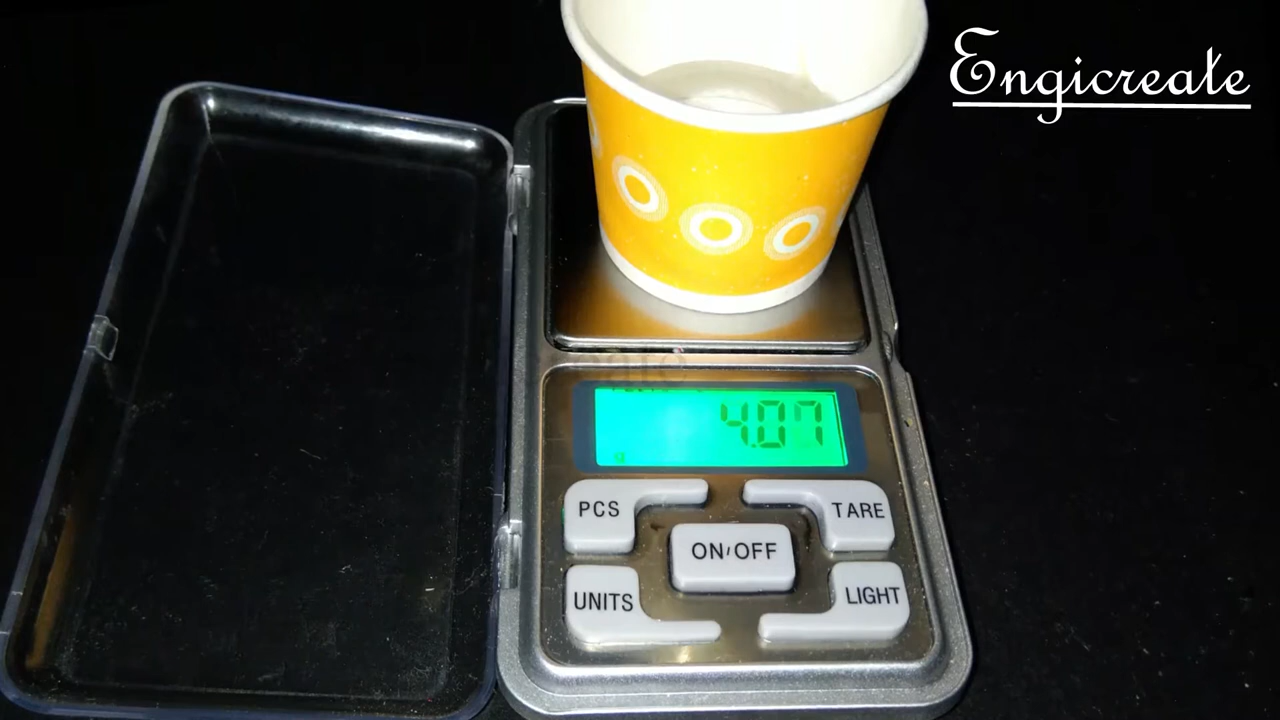 Engicreate
4.07
g
PCS
TARE
ON/OFF
UNITS
LIGHT